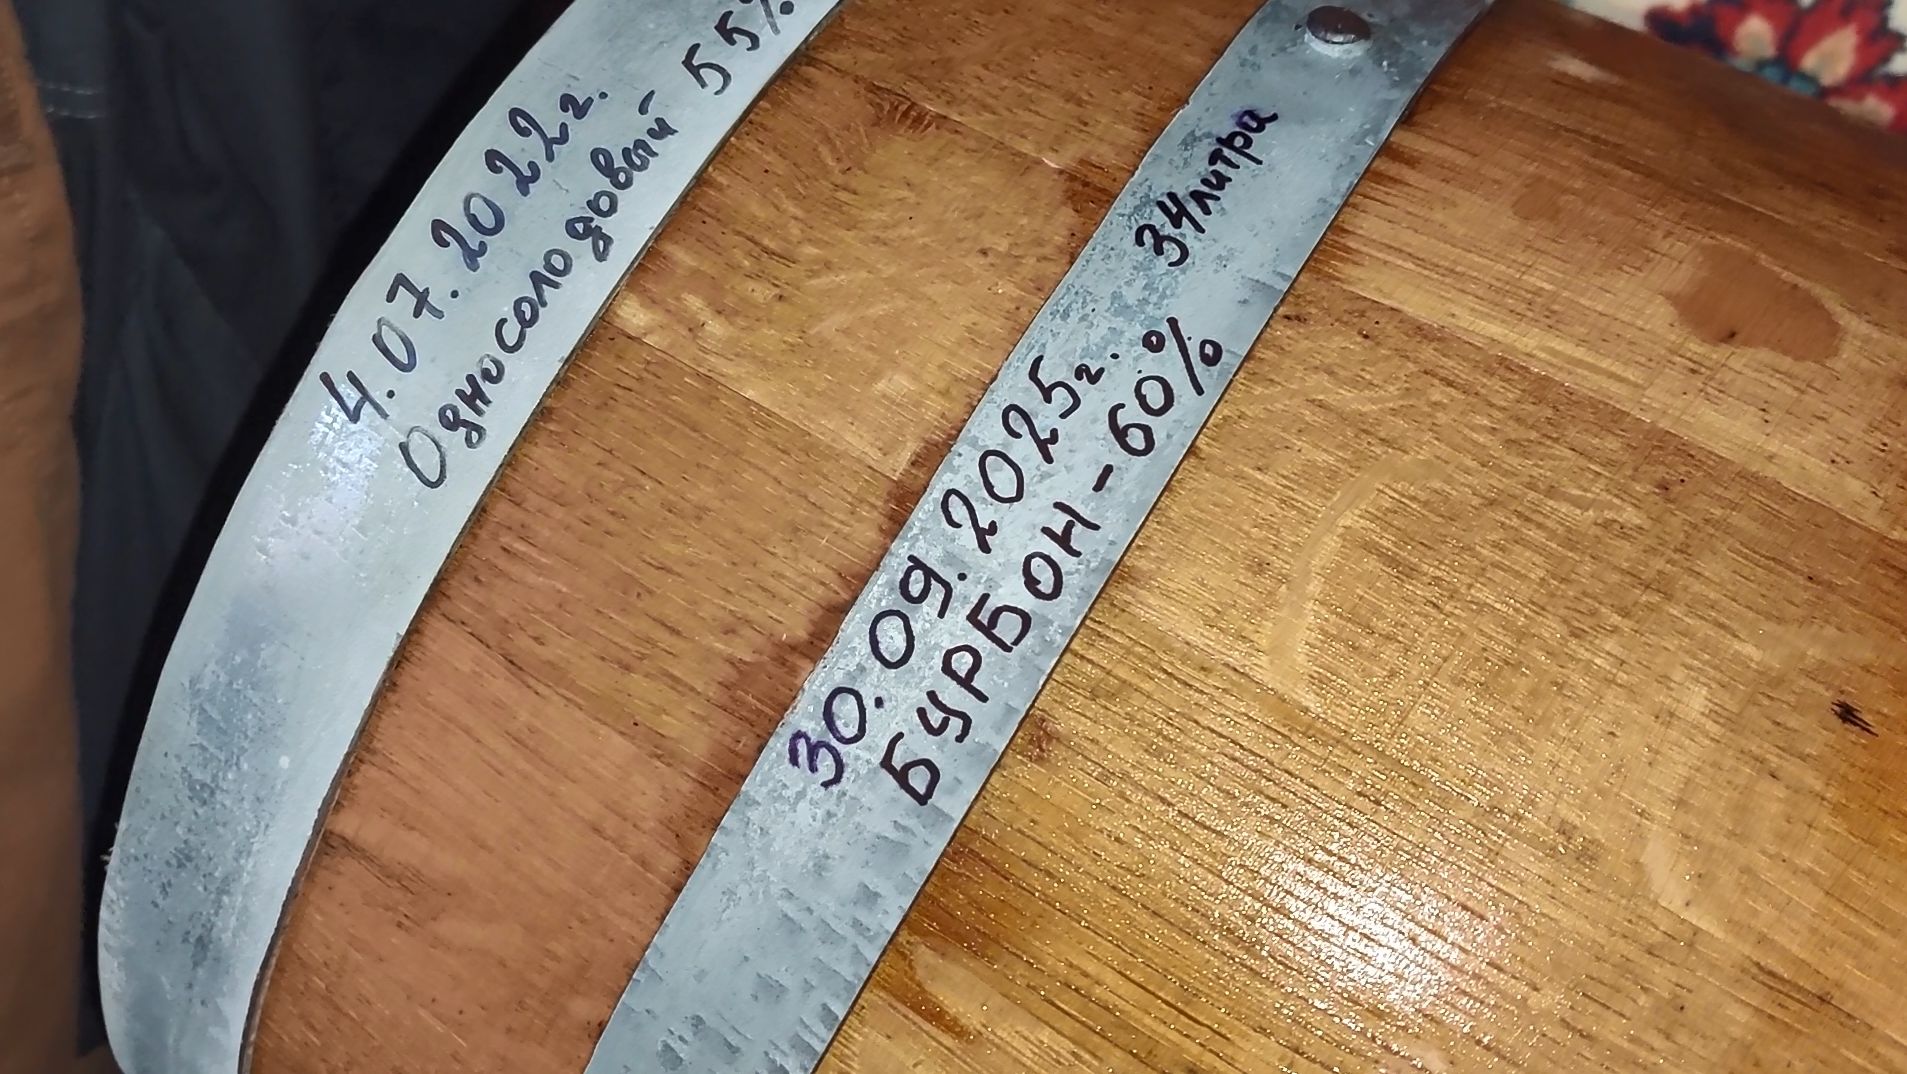 4.07.2022г.
Односолодовый 55%
30.09.2025г. 34литра
БУРБОН-60%